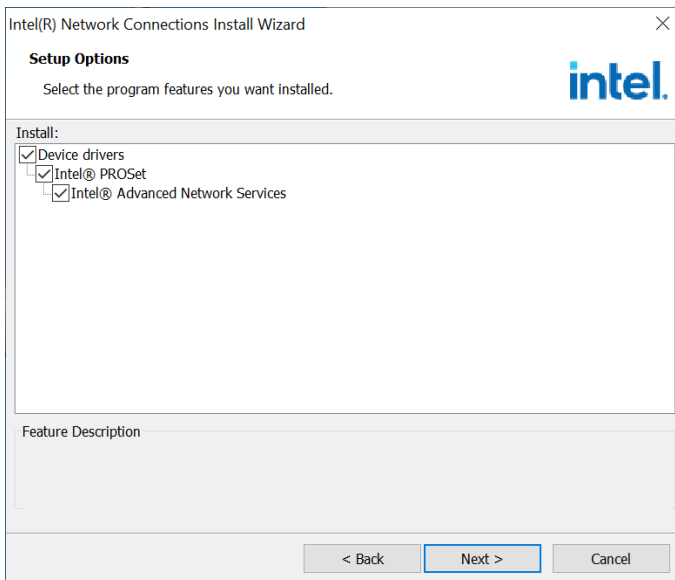 Intel(R) Network Connections Install Wizard
Setup Options
Select the program features you want installed.
intel.
Install:
Device drivers
Intel® PROSet
Intel® Advanced Network Services
Feature Description
< Back
Next >
Cancel